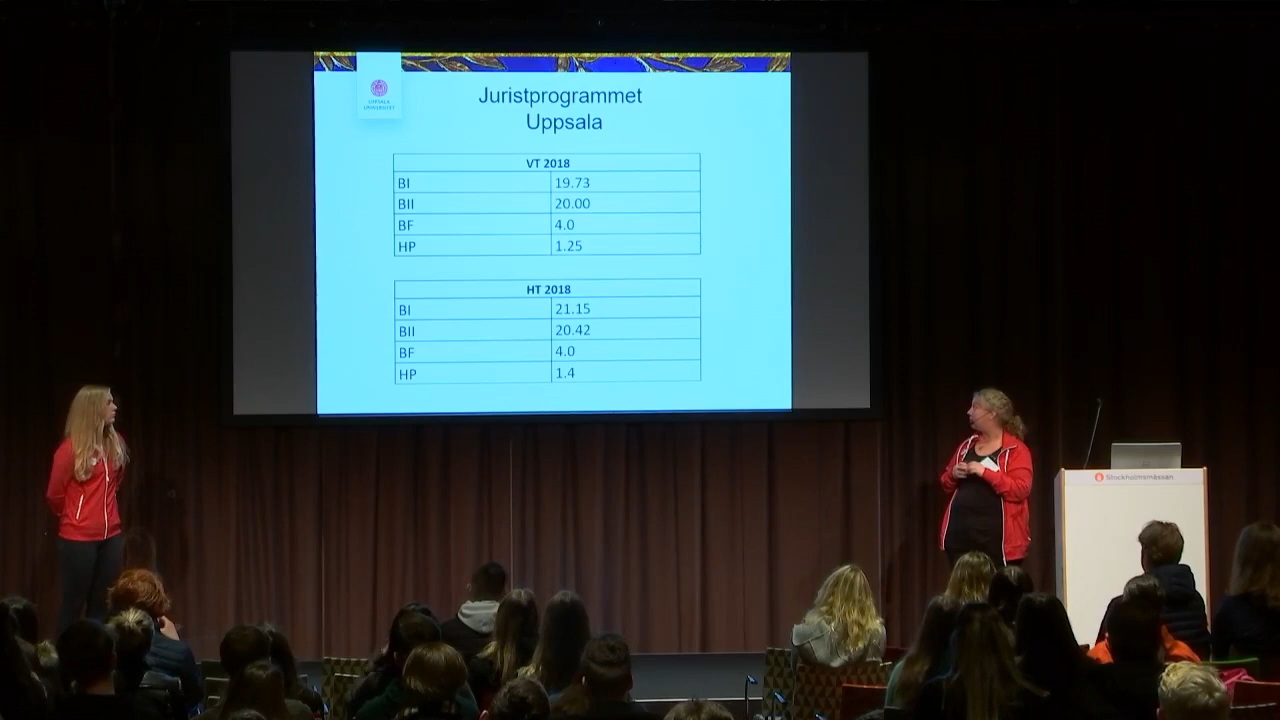 UPPSALA
UNIVERSITET
Juristprogrammet
Uppsala
VT 2018
BI 19.73
BII 20.00
BF 4.0
HP 1.25
HT 2018
BI 21.15
BII 20.42
BF 4.0
HP 1.4
Stockholmsmässan